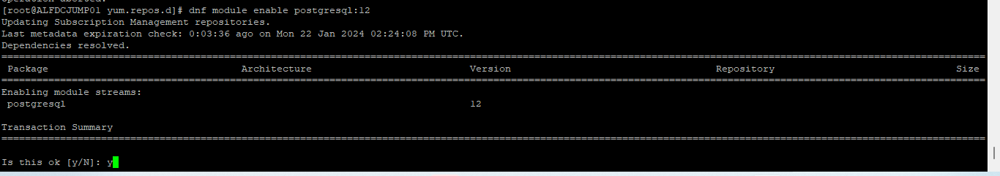 Operation aborted.
[root@ALFDCJUMP01 yum.repos.d]# dnf module enable postgresql:12
Updating Subscription Management repositories.
Last metadata expiration check: 0:03:36 ago on Mon 22 Jan 2024 02:24:08 PM UTC.
Dependencies resolved.
================================================================================
Package Architecture Version Repository Size
================================================================================
Enabling module streams:
postgresql 12
Transaction Summary
================================================================================
Is this ok [y/N]: y